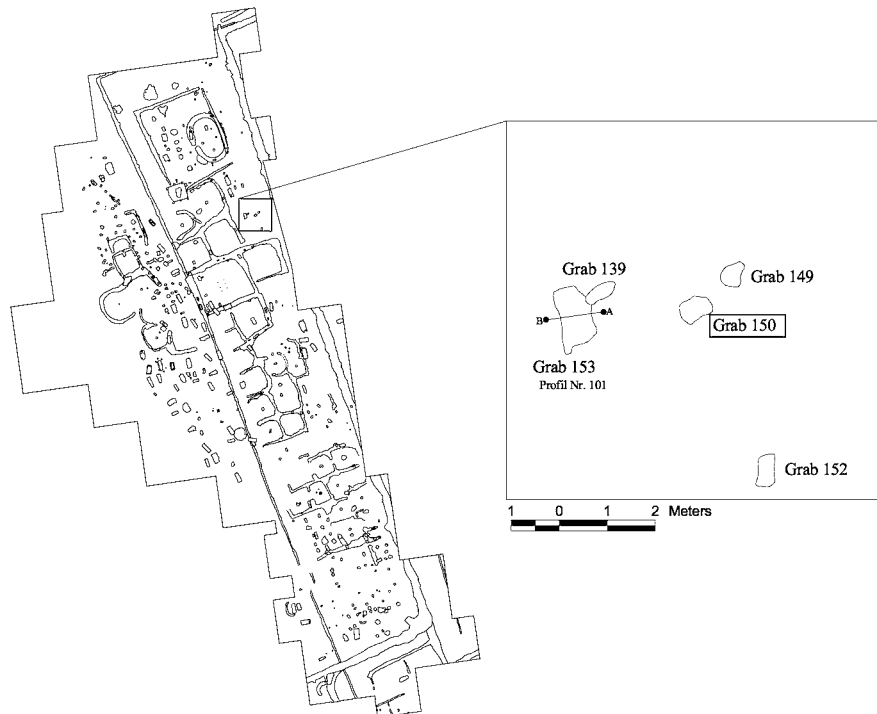 Grab 139
Grab 149
A
B
Grab 150
Grab 153
Profil Nr. 101
Grab 152
1 0 1 2 Meters